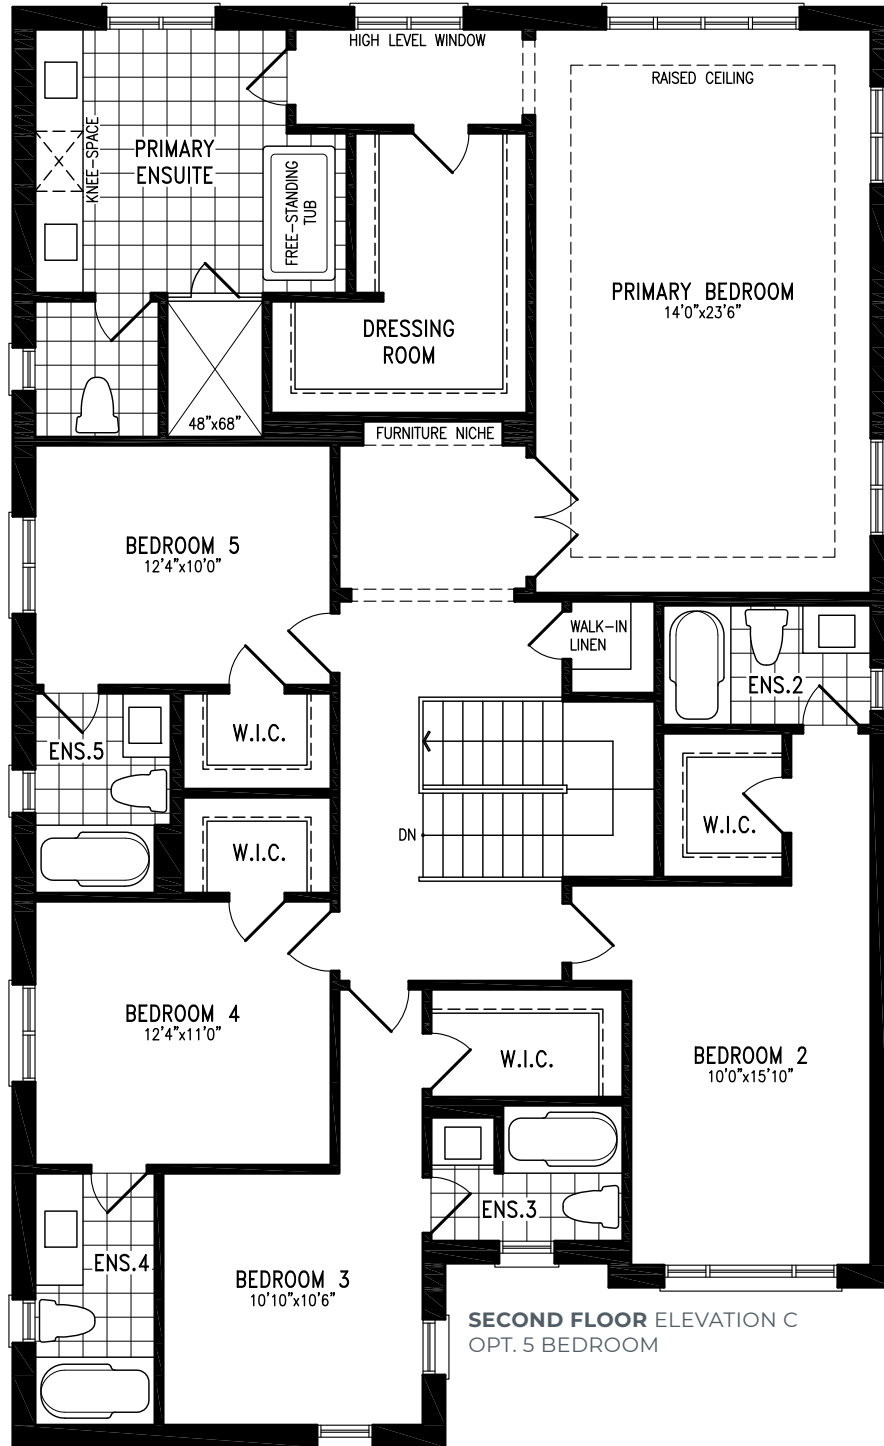 HIGH LEVEL WINDOW
RAISED CEILING
KNEE-SPACE
PRIMARY
ENSUITE
FREE-STANDING
TUB
PRIMARY BEDROOM
14'0"x23'6"
DRESSING
ROOM
48"x68"
FURNITURE NICHE
BEDROOM 5
12'4"x10'0"
WALK-IN
LINEN
ENS.2
ENS.5
W.I.C.
W.I.C.
W.I.C.
DN
BEDROOM 4
12'4"x11'0"
W.I.C.
BEDROOM 2
10'0"x15'10"
ENS.3
ENS.4
BEDROOM 3
10'10"x10'6"
SECOND FLOOR ELEVATION C
OPT. 5 BEDROOM